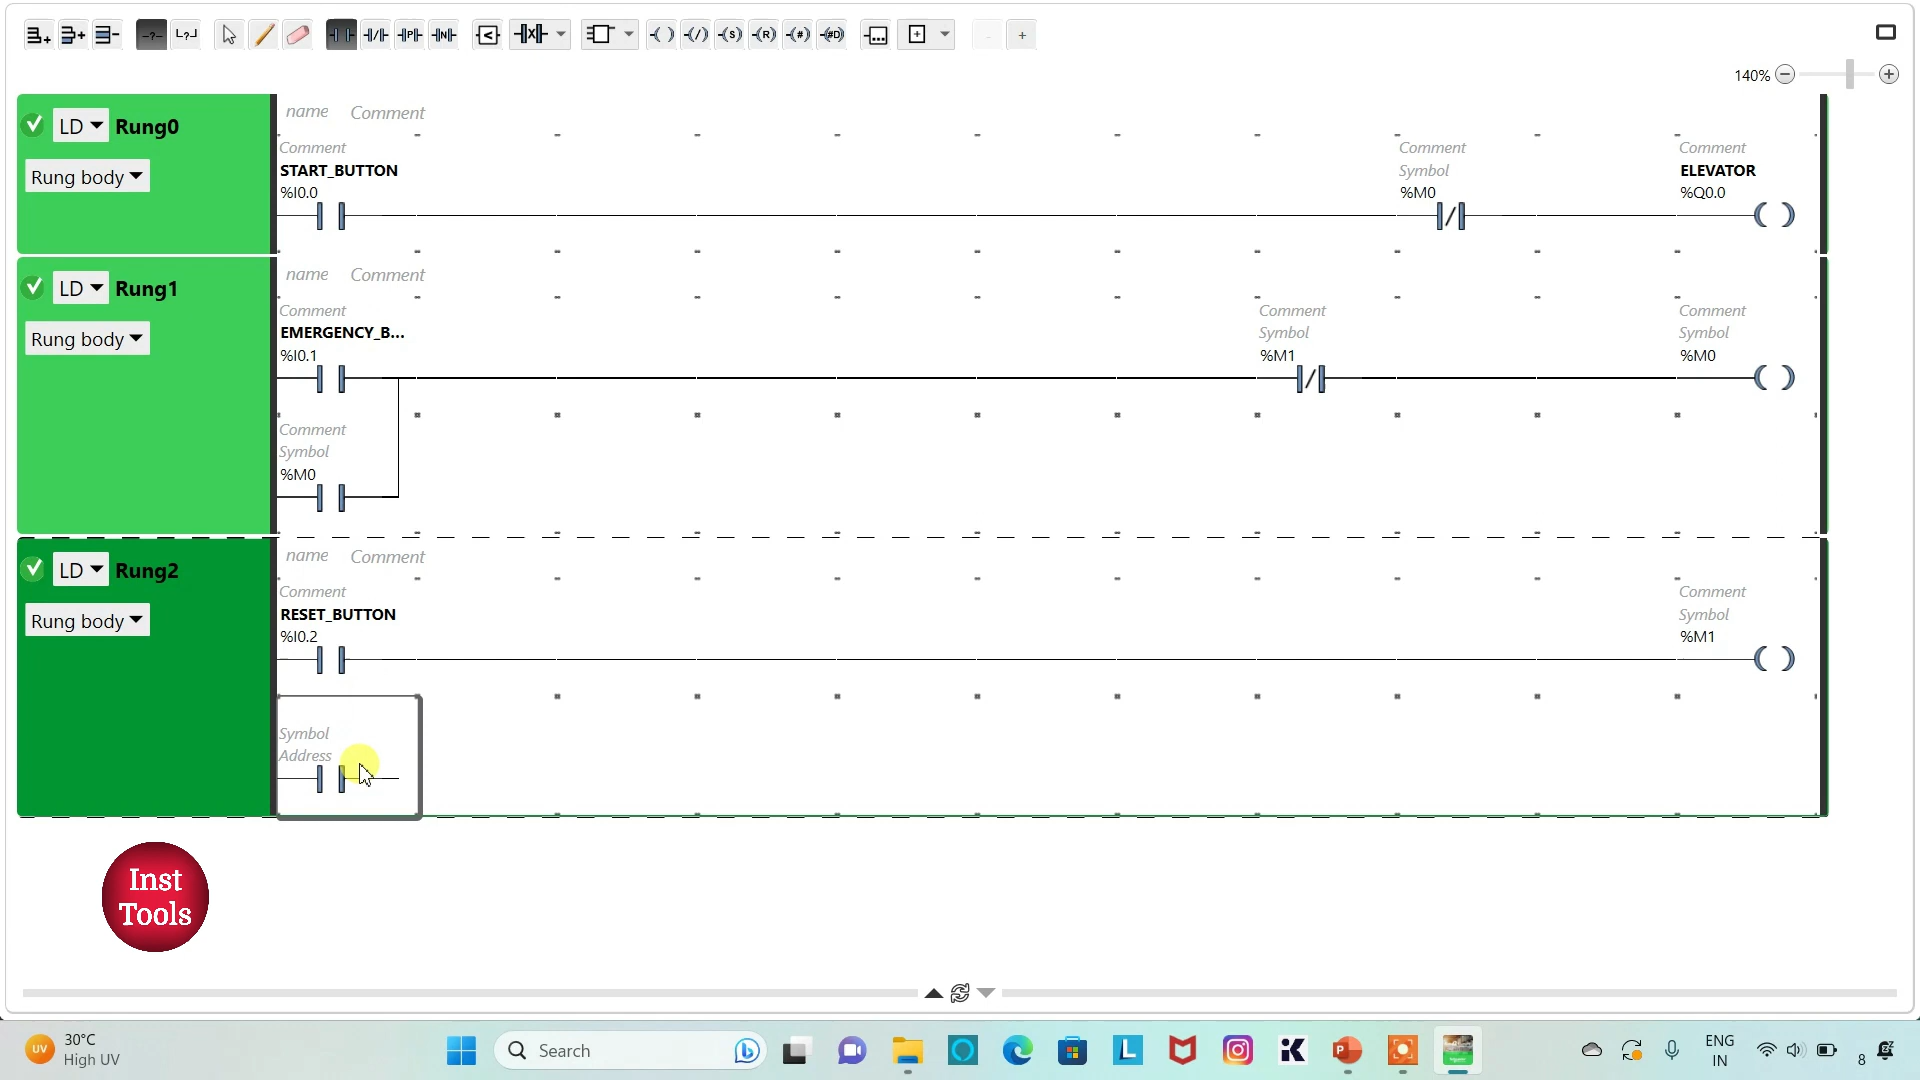 140%
LD Rung0
Rung body
name Comment
Comment
START_BUTTON
%I0.0
Comment
Symbol
%M0
Comment
ELEVATOR
%Q0.0
LD Rung1
Rung body
name Comment
Comment
EMERGENCY_B...
%I0.1
Comment
Symbol
%M1
Comment
Symbol
%M0
Comment
Symbol
%M0
LD Rung2
Rung body
name Comment
Comment
RESET_BUTTON
%I0.2
Comment
Symbol
%M1
Symbol
Address
Inst
Tools
UV
30°C
High UV
Search
ENG
IN
8